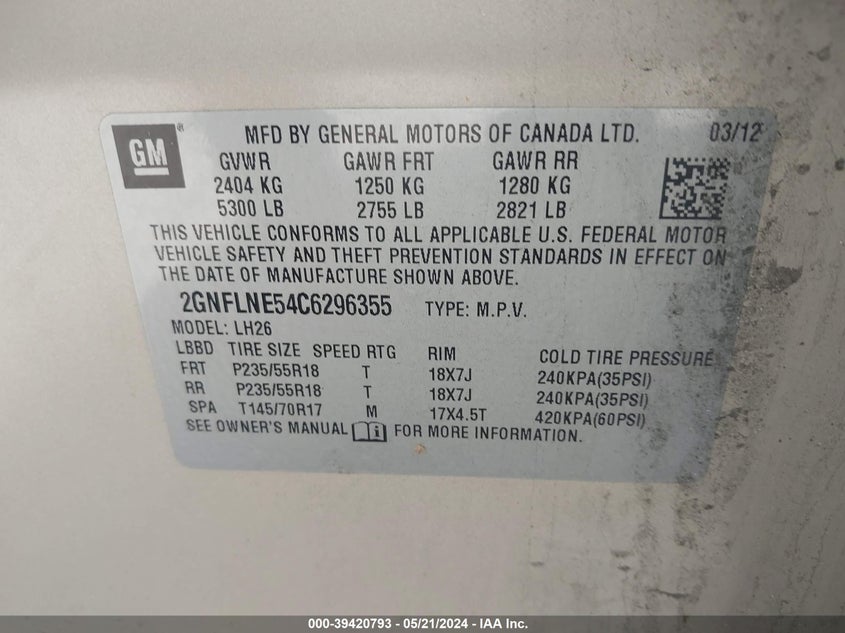 GM ® MFD BY GENERAL MOTORS OF CANADA LTD. 03/12
GVWR GAWR FRT GAWR RR
2404 KG 1250 KG 1280 KG
5300 LB 2755 LB 2821 LB
THIS VEHICLE CONFORMS TO ALL APPLICABLE U.S. FEDERAL MOTOR
VEHICLE SAFETY AND THEFT PREVENTION STANDARDS IN EFFECT ON
THE DATE OF MANUFACTURE SHOWN ABOVE.
2GNFLNE54C6296355 TYPE: M.P.V.
MODEL: LH26
LBBD TIRE SIZE SPEED RTG RIM COLD TIRE PRESSURE
FRT P235/55R18 T 18X7J 240KPA(35PSI)
RR P235/55R18 T 18X7J 240KPA(35PSI)
SPA T145/70R17 M 17X4.5T 420KPA(60PSI)
SEE OWNER'S MANUAL FOR MORE INFORMATION.
000-39420793 - 05/21/2024 - IAA Inc.